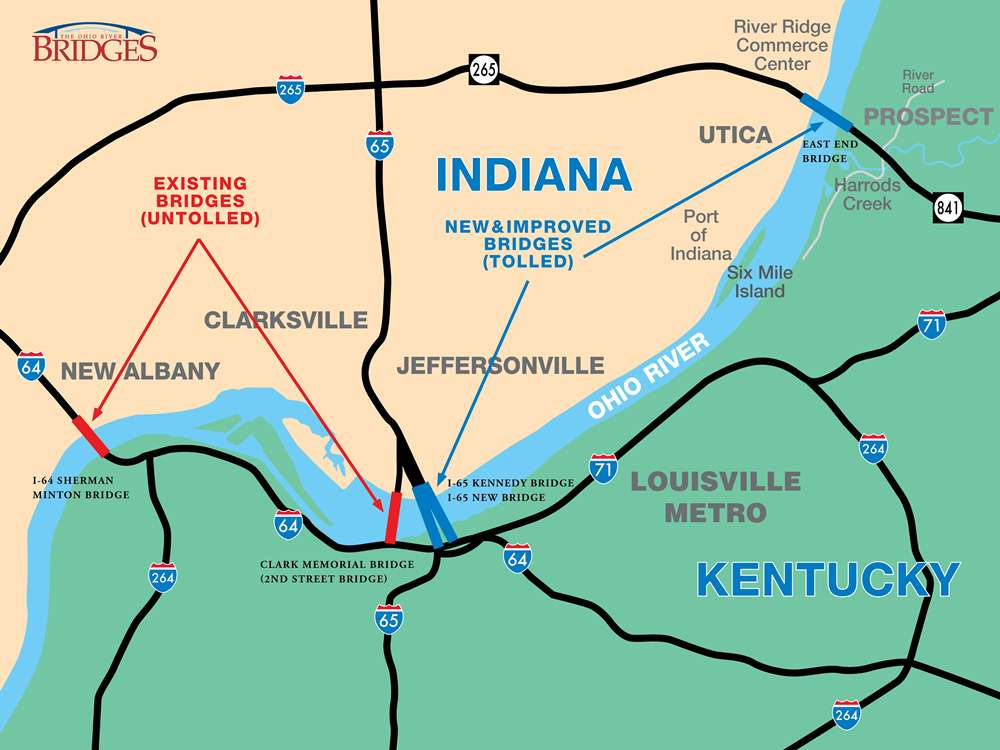 THE OHIO RIVER
BRIDGES
River Ridge
Commerce
Center
265
265
River
Road
PROSPECT
65
UTICA
EAST END
BRIDGE
INDIANA
EXISTING
BRIDGES
(UNTOLLED)
Harrods
Creek
841
NEW & IMPROVED
BRIDGES
(TOLLED)
Port
of
Indiana
Six Mile
Island
CLARKSVILLE
71
64
NEW ALBANY
JEFFERSONVILLE
OHIO RIVER
264
71
I-64 SHERMAN
MINTON BRIDGE
I-65 KENNEDY BRIDGE
I-65 NEW BRIDGE
LOUISVILLE
METRO
64
CLARK MEMORIAL BRIDGE
(2ND STREET BRIDGE)
64
264
KENTUCKY
65
264